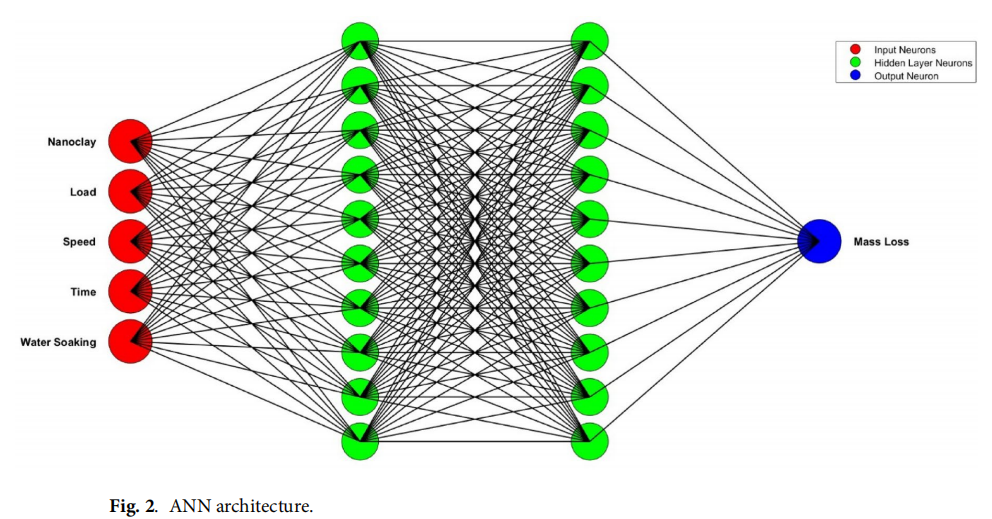 Input Neurons
Hidden Layer Neurons
Output Neuron
Nanoclay
Load
Speed
Time
Water Soaking
Mass Loss
Fig. 2. ANN architecture.